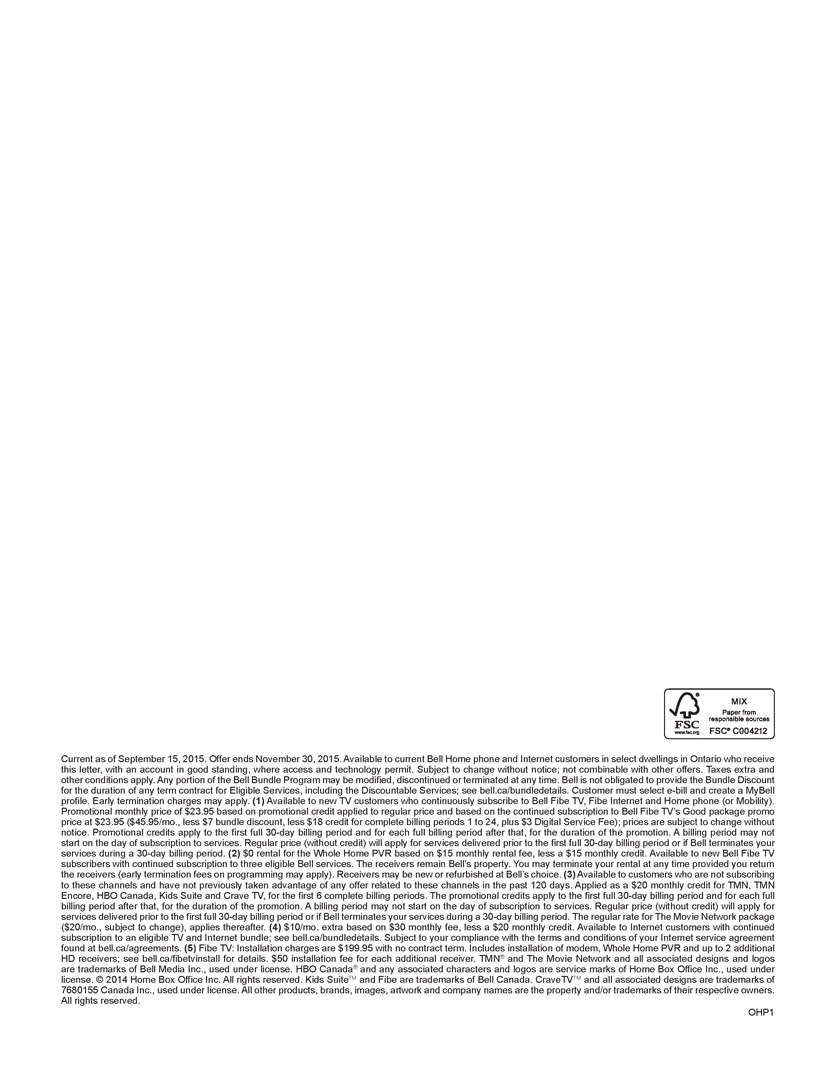 MIX
Paper from
responsible sources
FSC® C004212
FSC
www.fsc.org
Current as of September 15, 2015. Offer ends November 30, 2015. Available to current Bell Home phone and Internet customers in select dwellings in Ontario who receive
this letter, with an account in good standing, where access and technology permit. Subject to change without notice; not combinable with other offers. Taxes extra and
other conditions apply. Any portion of the Bell Bundle Program may be modified, discontinued or terminated at any time. Bell is not obligated to provide the Bundle Discount
for the duration of any term contract for Eligible Services, including the Discountable Services; see bell.ca/bundledetails. Customer must select e-bill and create a MyBell
profile. Early termination charges may apply. (1) Available to new TV customers who continuously subscribe to Bell Fibe TV, Fibe Internet and Home phone (or Mobility).
Promotional monthly price of $23.95 based on promotional credit applied to regular price and based on the continued subscription to Bell Fibe TV's Good package promo
price at $23.95 ($45.95/mo., less $7 bundle discount, less $18 credit for complete billing periods 1 to 24, plus $3 Digital Service Fee); prices are subject to change without
notice. Promotional credits apply to the first full 30-day billing period and for each full billing period after that, for the duration of the promotion. A billing period may not
start on the day of subscription to services. Regular price (without credit) will apply for services delivered prior to the first full 30-day billing period or if Bell terminates your
services during a 30-day billing period. (2) $0 rental for the Whole Home PVR based on $15 monthly rental fee, less a $15 monthly credit. Available to new Bell Fibe TV
subscribers with continued subscription to three eligible Bell services. The receivers remain Bell's property. You may terminate your rental at any time provided you return
the receivers (early termination fees on programming may apply). Receivers may be new or refurbished at Bell's choice. (3) Available to customers who are not subscribing
to these channels and have not previously taken advantage of any offer related to these channels in the past 120 days. Applied as a $20 monthly credit for TMN, TMN
Encore, HBO Canada, Kids Suite and Crave TV, for the first 6 complete billing periods. The promotional credits apply to the first full 30-day billing period and for each full
billing period after that, for the duration of the promotion. A billing period may not start on the day of subscription to services. Regular price (without credit) will apply for
services delivered prior to the first full 30-day billing period or if Bell terminates your services during a 30-day billing period. The regular rate for The Movie Network package
($20/mo., subject to change), applies thereafter. (4) $10/mo. extra based on $30 monthly fee, less a $20 monthly credit. Available to Internet customers with continued
subscription to an eligible TV and Internet bundle; see bell.ca/bundledetails. Subject to your compliance with the terms and conditions of your Internet service agreement
found at bell.ca/agreements. (5) Fibe TV: Installation charges are $199.95 with no contract term. Includes installation of modem, Whole Home PVR and up to 2 additional
HD receivers; see bell.ca/fibetvinstall for details. $50 installation fee for each additional receiver. TMN® and The Movie Network and all associated designs and logos
are trademarks of Bell Media Inc., used under license. HBO Canada® and any associated characters and logos are service marks of Home Box Office Inc., used under
license. © 2014 Home Box Office Inc. All rights reserved. Kids Suite™ and Fibe are trademarks of Bell Canada. CraveTV™ and all associated designs are trademarks of
7680155 Canada Inc., used under license. All other products, brands, images, artwork and company names are the property and/or trademarks of their respective owners.
All rights reserved.
OHP1